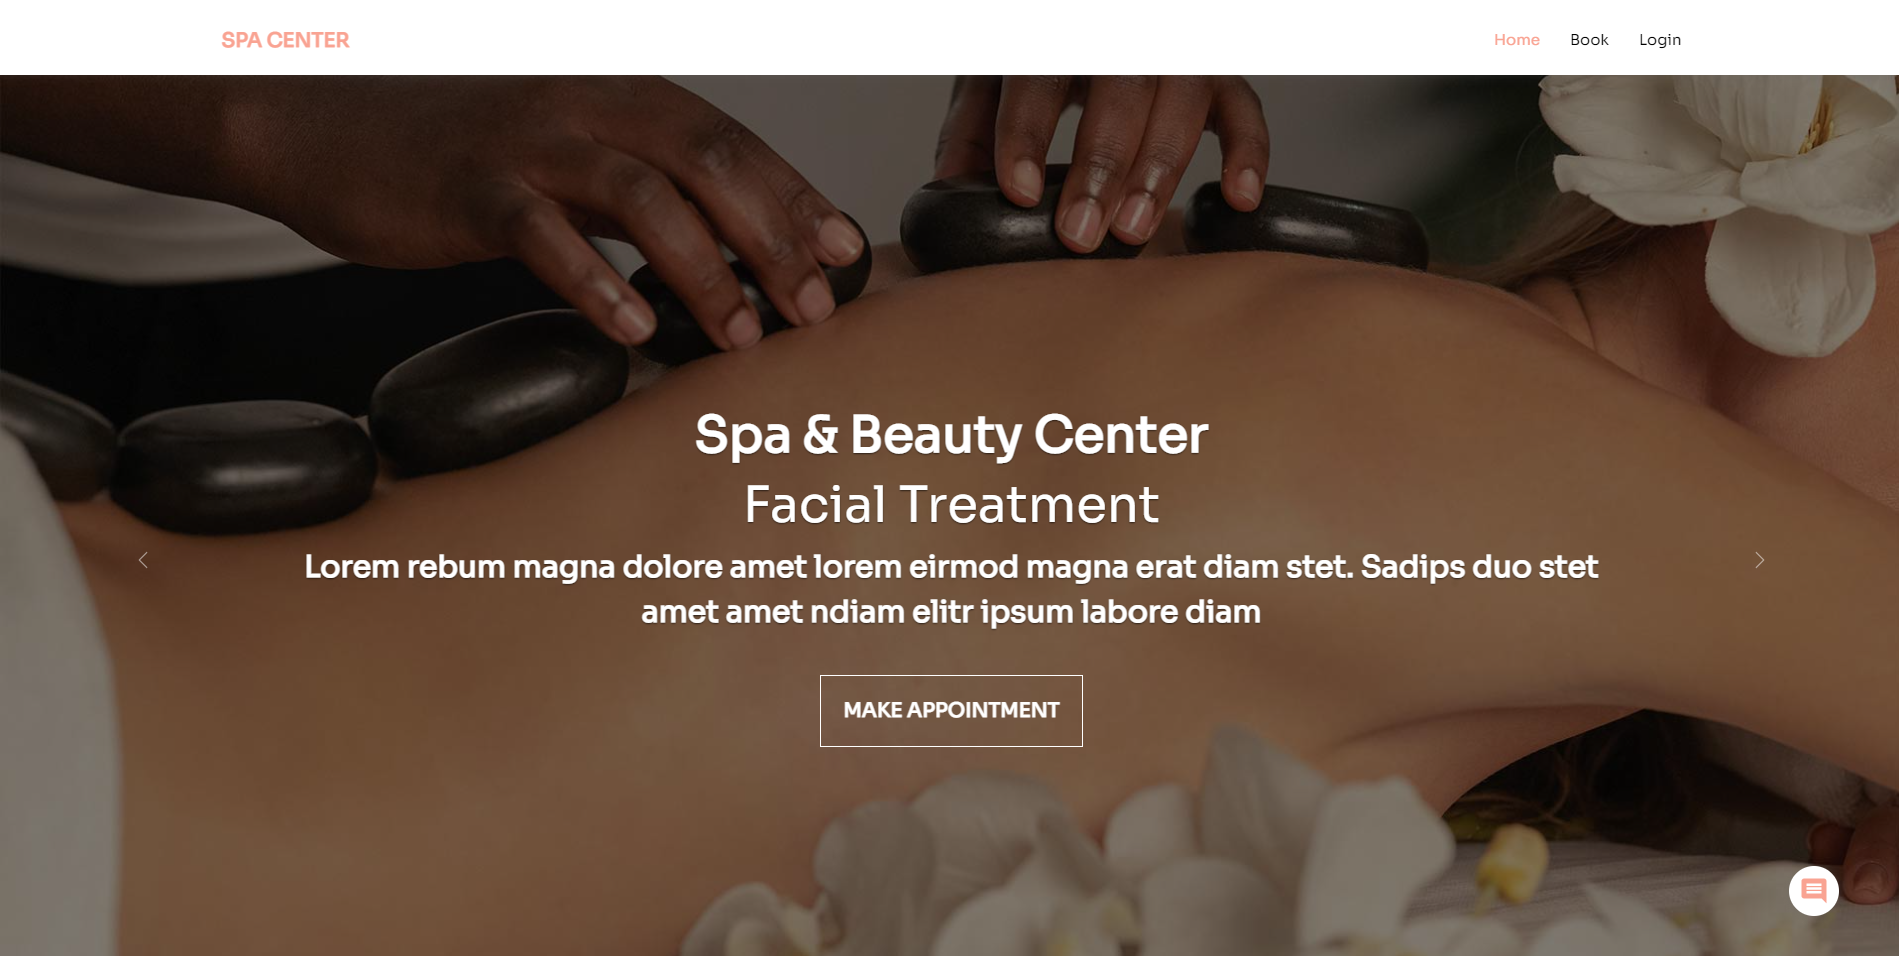 SPA CENTER
Home Book Login
Spa & Beauty Center
Facial Treatment
Lorem rebum magna dolore amet lorem eirmod magna erat diam stet. Sadips duo stet
amet amet ndiam elitr ipsum labore diam
MAKE APPOINTMENT